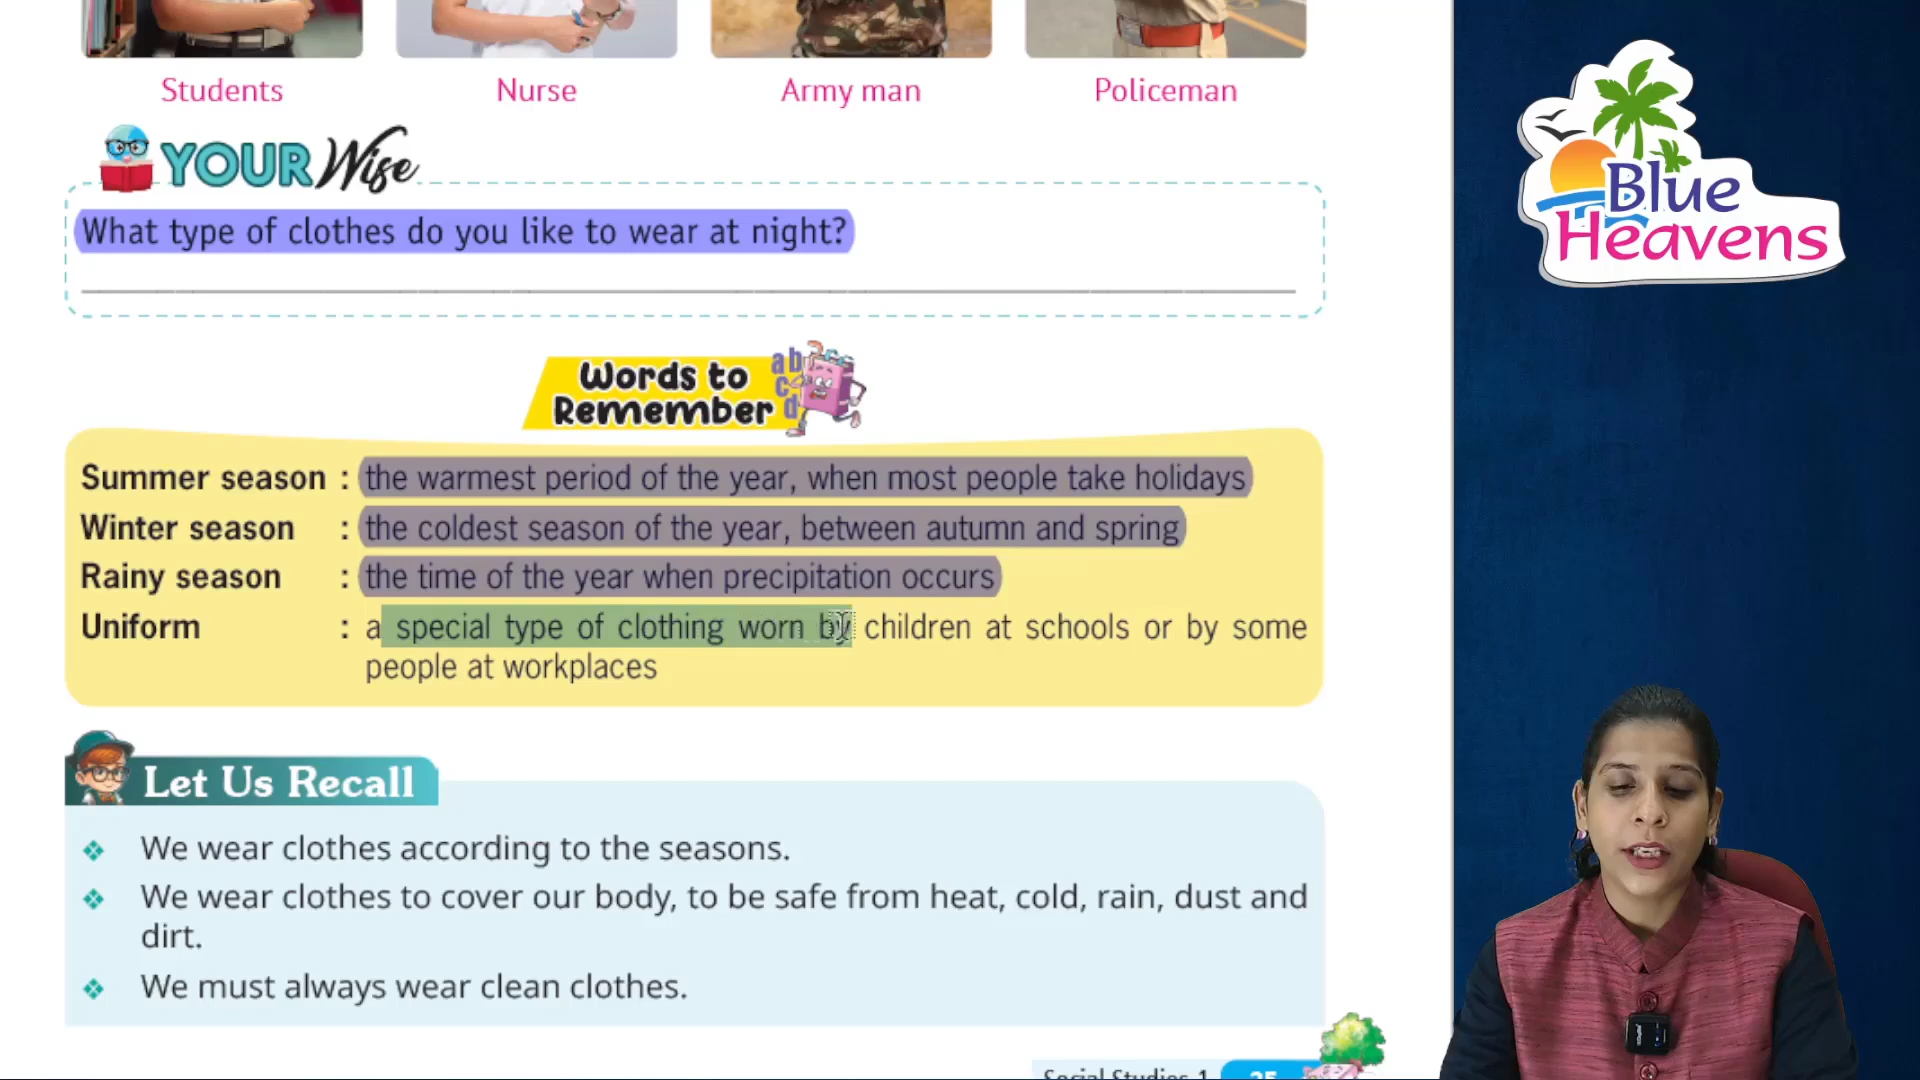 Students Nurse Army man Policeman
YOUR Wise
What type of clothes do you like to wear at night?
Words to
Remember
a b
c
d
Summer season : the warmest period of the year, when most people take holidays
Winter season : the coldest season of the year, between autumn and spring
Rainy season : the time of the year when precipitation occurs
Uniform : a special type of clothing worn by children at schools or by some
people at workplaces
Let Us Recall
We wear clothes according to the seasons.
We wear clothes to cover our body, to be safe from heat, cold, rain, dust and
dirt.
We must always wear clean clothes.
Social Studies-1 25
Blue
Heavens